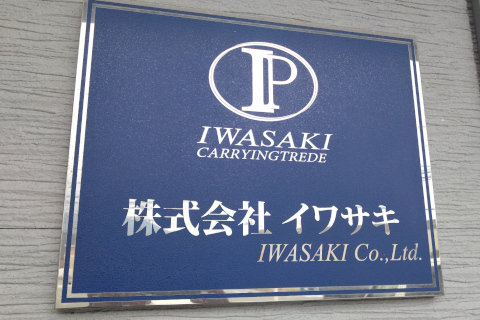 IP
IWASAKI
CARRYINGTREDE
株式会社 イワサキ
IWASAKI Co.,Ltd.